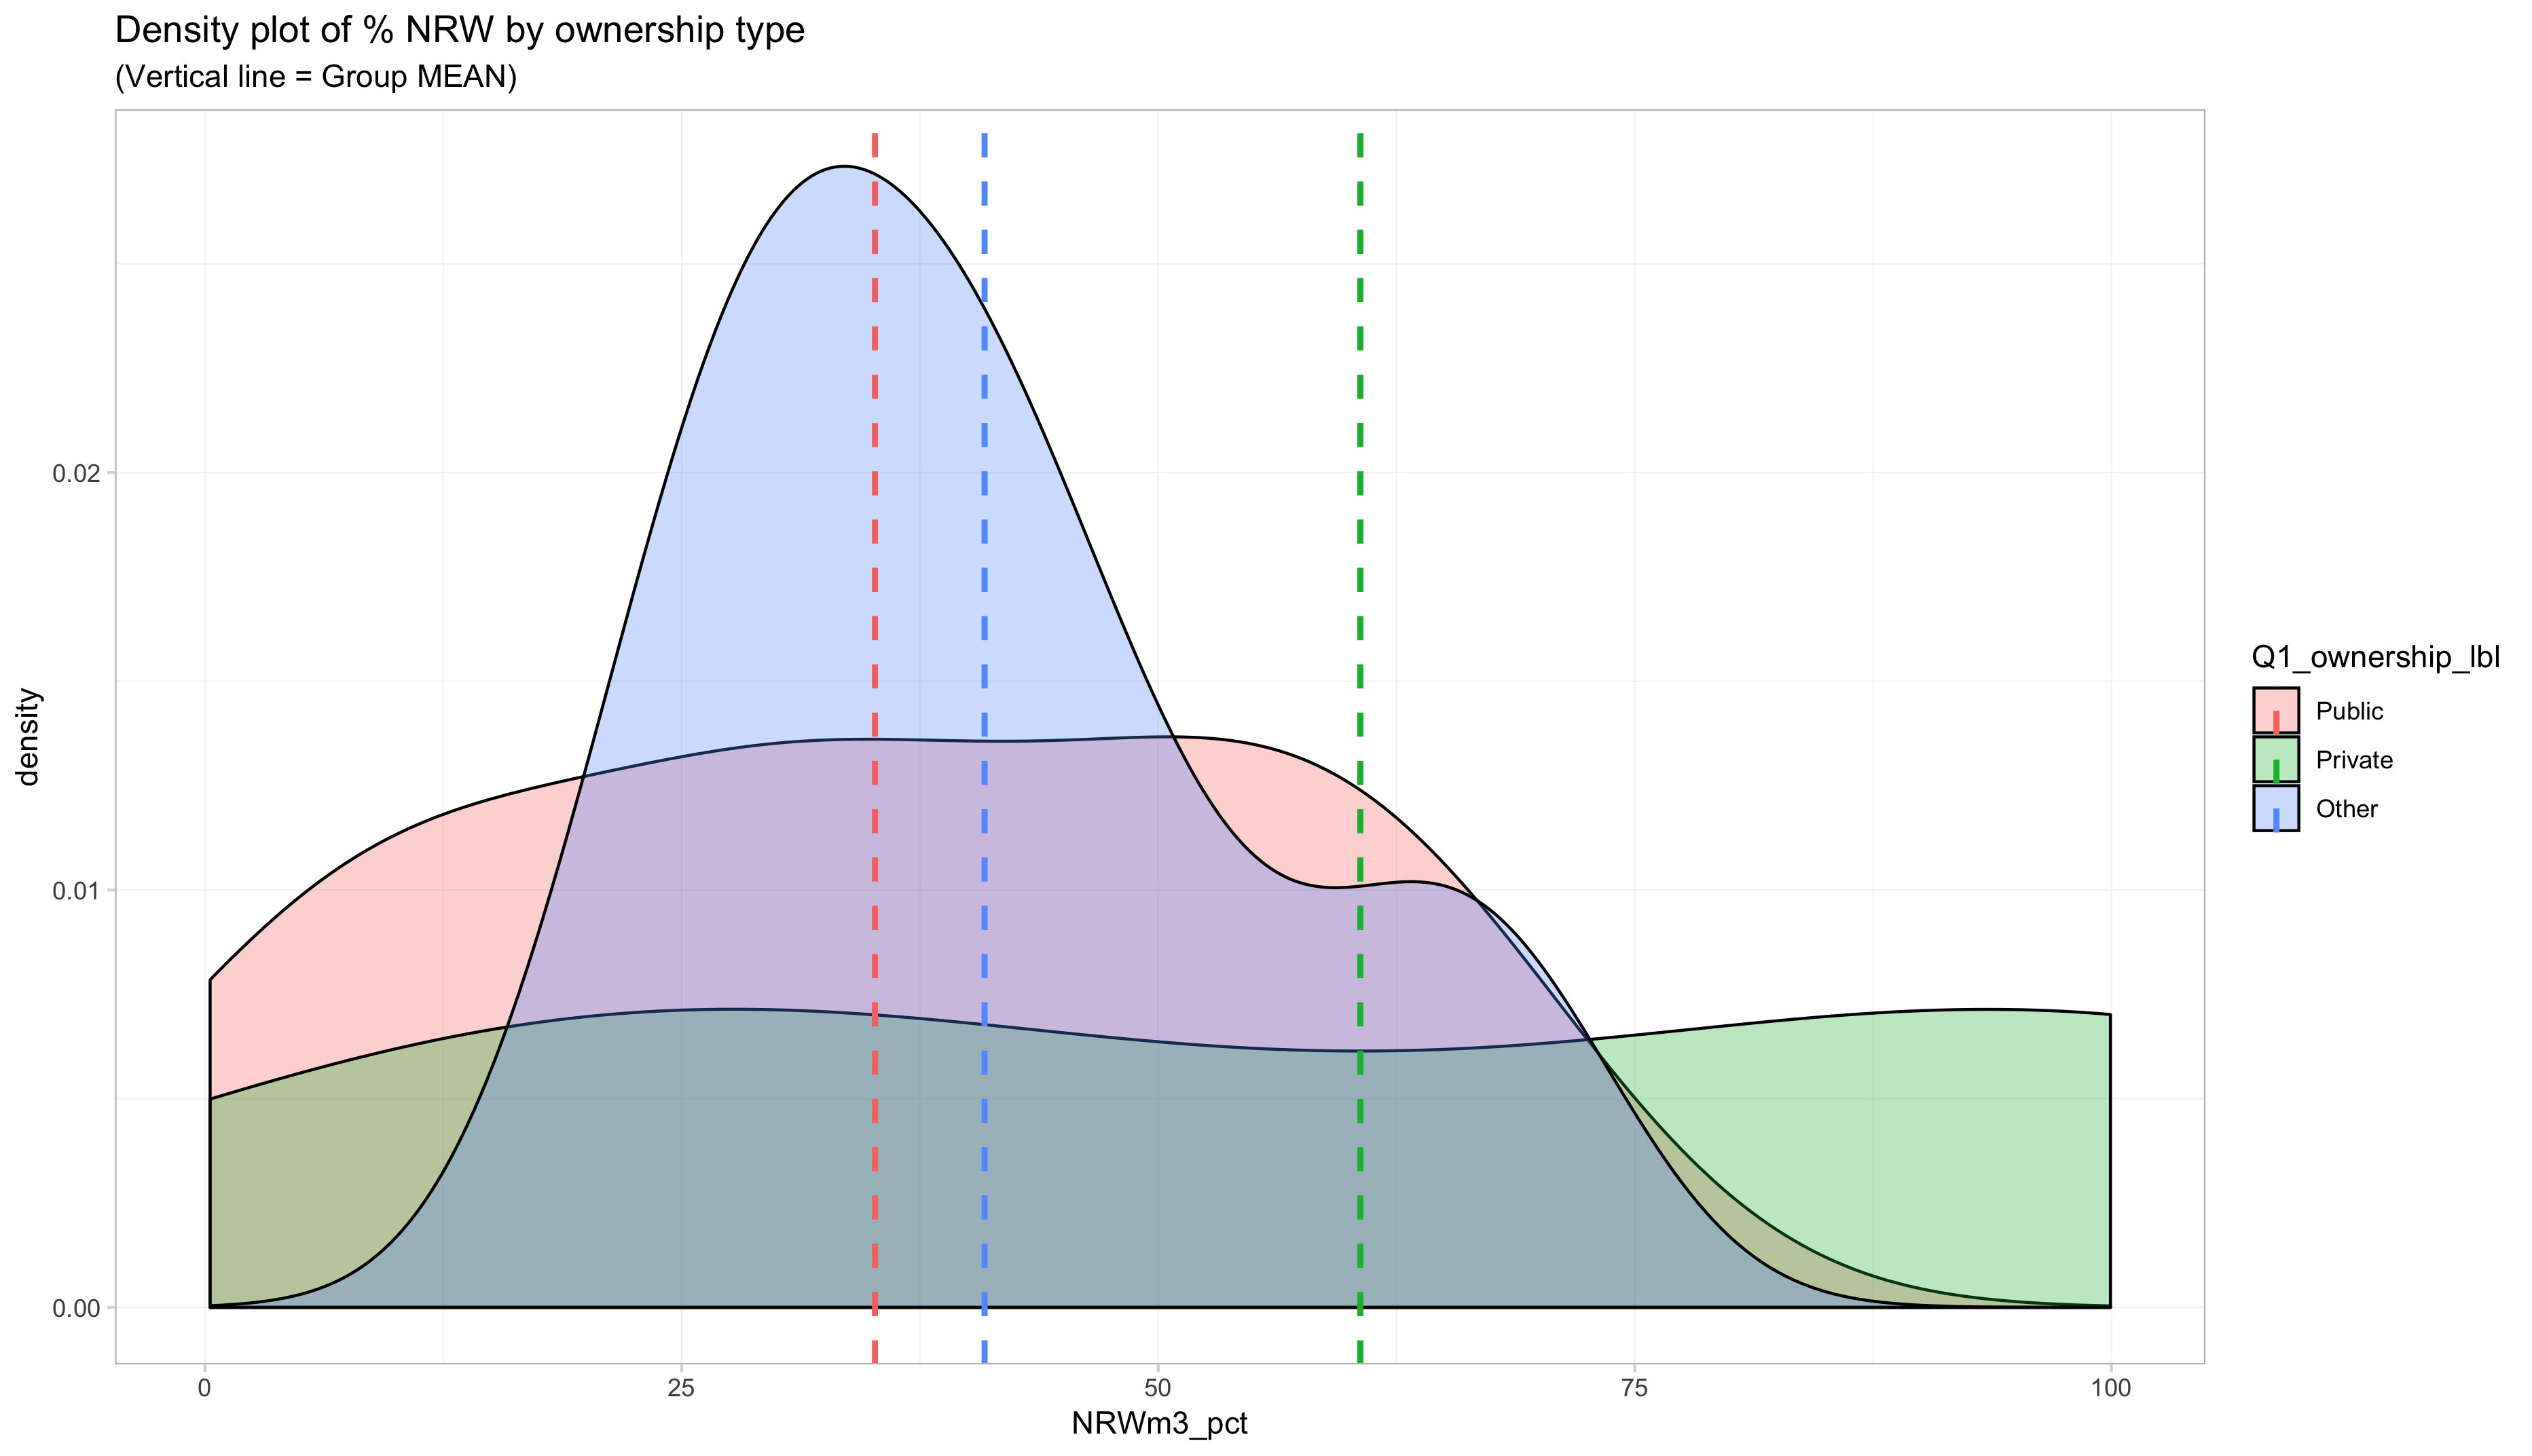 Density plot of % NRW by ownership type
(Vertical line = Group MEAN)
density
0.02
0.01
0.00
0
25
50
75
100
NRWm3_pct
Q1_ownership_lbl
Public
Private
Other